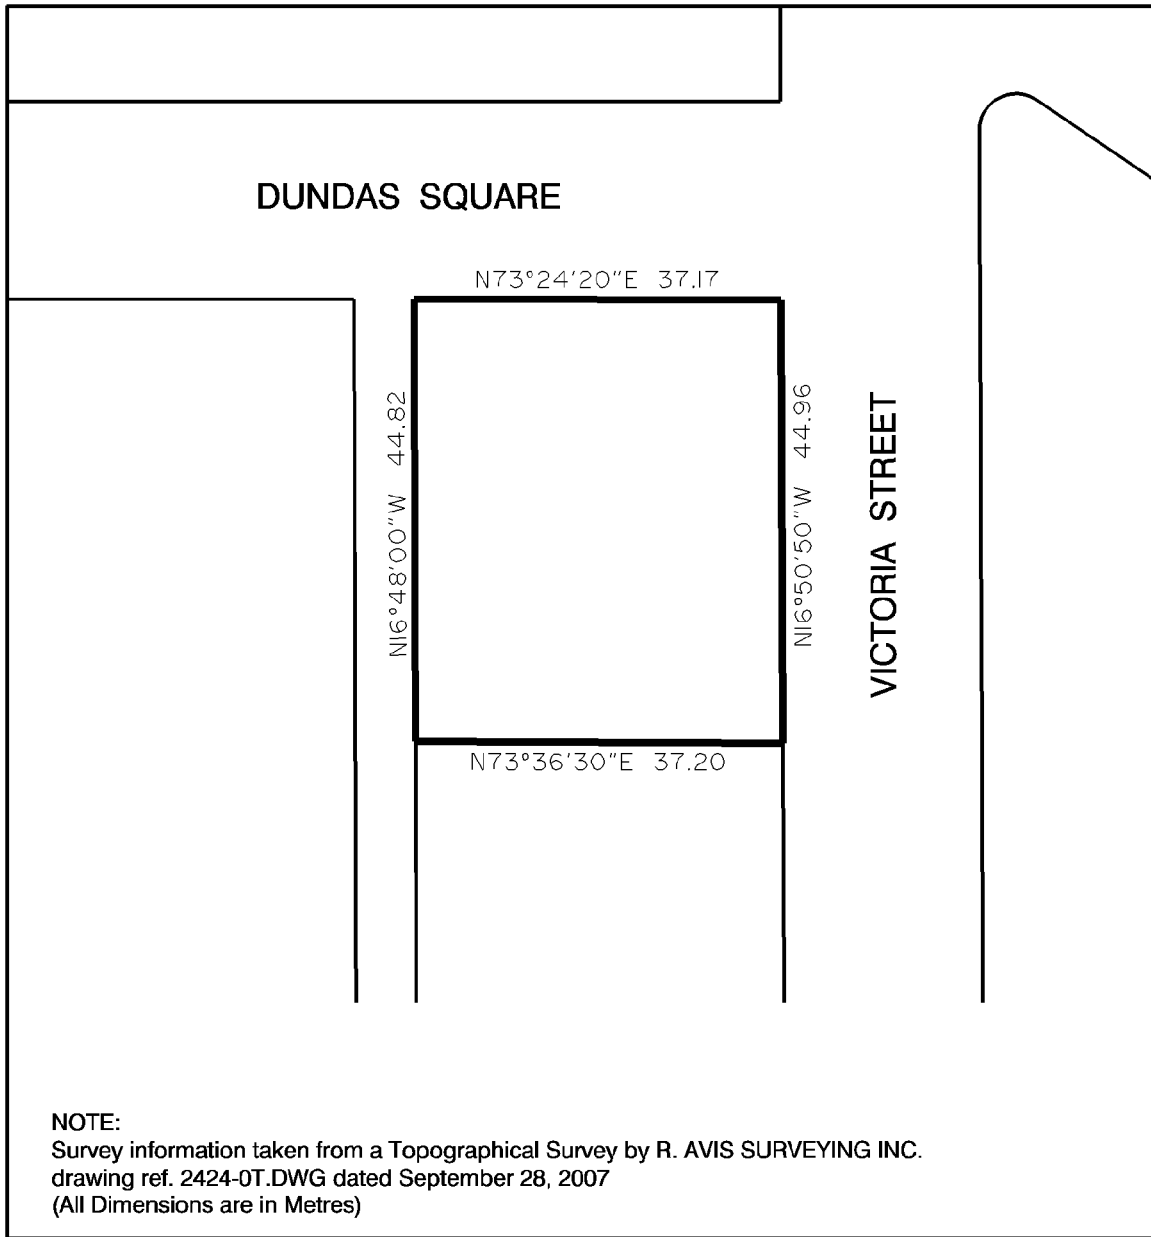 DUNDAS SQUARE
N73°24'20"E 37.17
N16°48'00"W 44.82
N16°50'50"W 44.96
VICTORIA STREET
N73°36'30"E 37.20
NOTE:
Survey information taken from a Topographical Survey by R. AVIS SURVEYING INC.
drawing ref. 2424-0T.DWG dated September 28, 2007
(All Dimensions are in Metres)